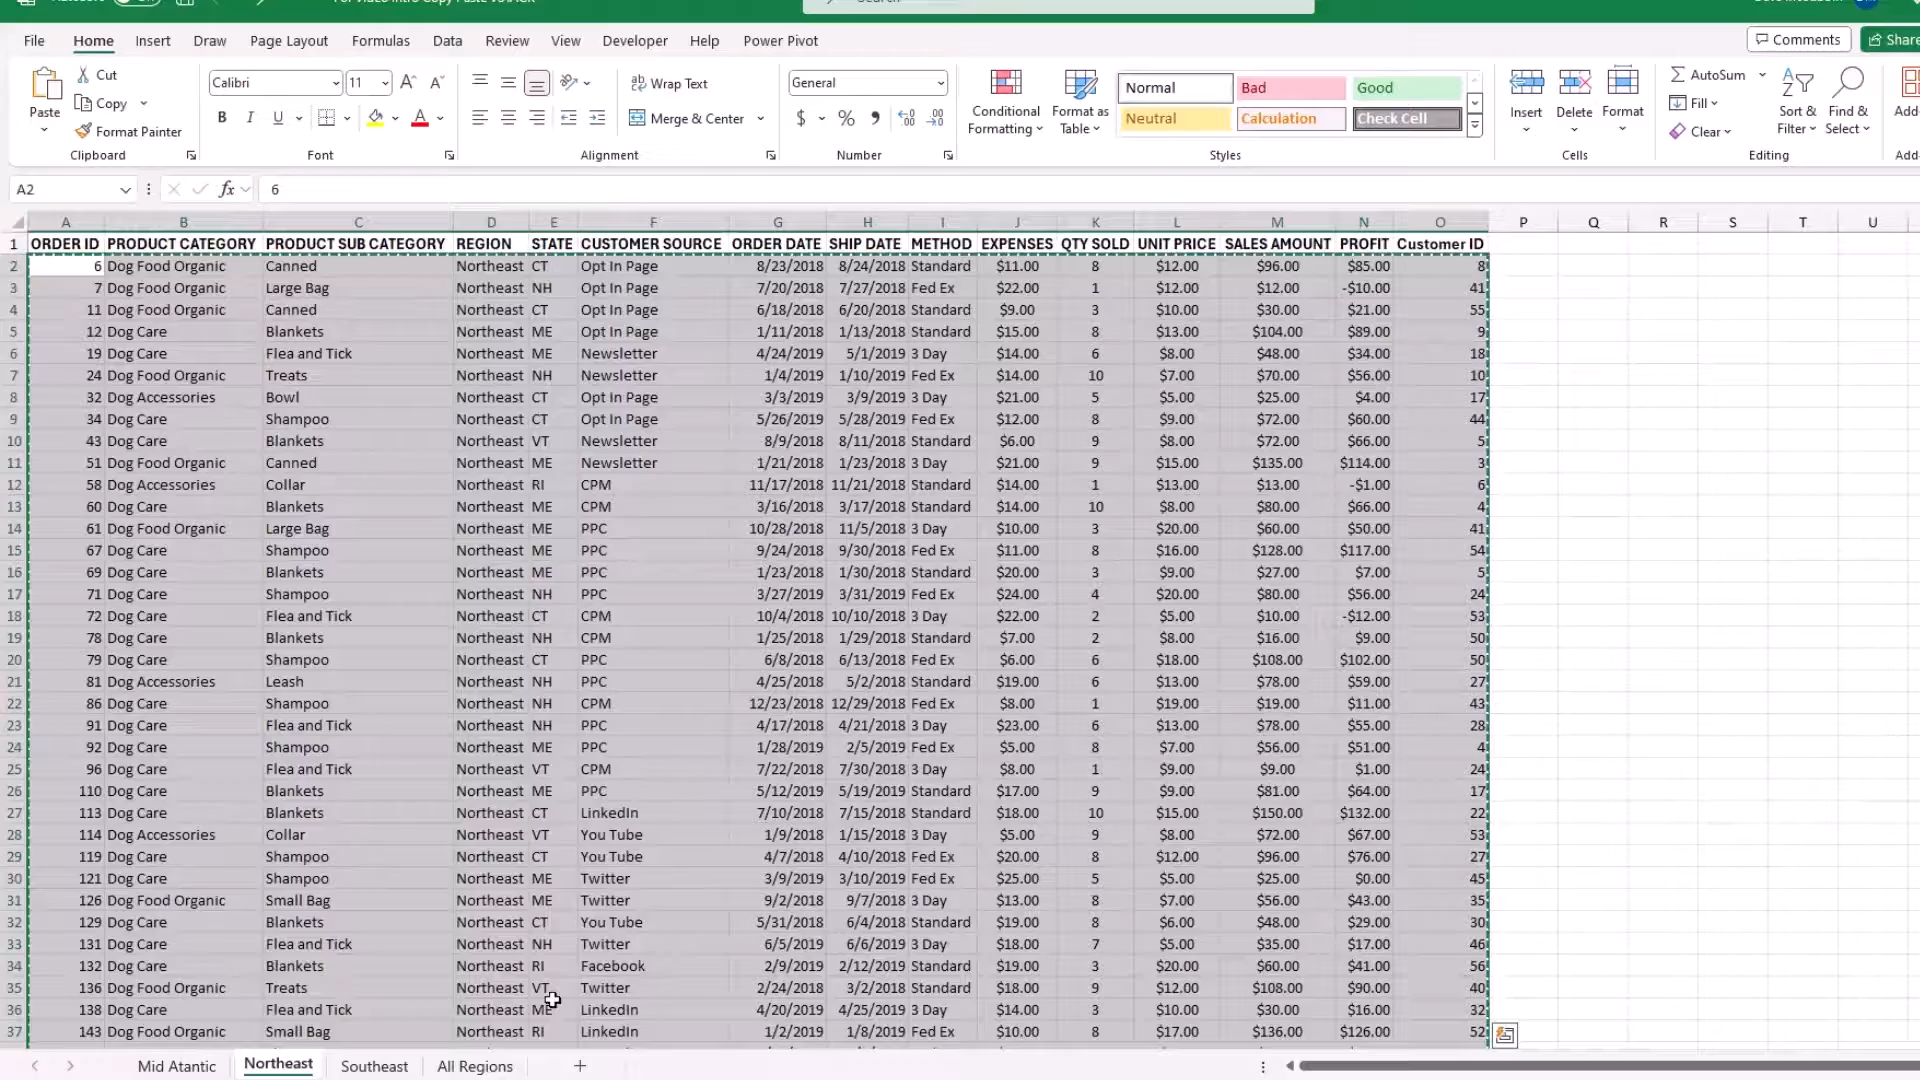 File Home Insert Draw Page Layout Formulas Data Review View Developer Help Power Pivot Comments Share
Paste Cut Copy Format Painter Clipboard
Calibri 11 B I U Font
Wrap Text Merge & Center Alignment
General $ % Number
Conditional Formatting Format as Table Normal Bad Good Neutral Calculation Check Cell Styles
Insert Delete Format Cells
AutoSum Fill Clear Sort & Filter Find & Select Editing
A2 fx 6
A B C D E F G H I J K L M N O P Q R S T U
1 ORDER ID PRODUCT CATEGORY PRODUCT SUB CATEGORY REGION STATE CUSTOMER SOURCE ORDER DATE SHIP DATE METHOD EXPENSES QTY SOLD UNIT PRICE SALES AMOUNT PROFIT Customer ID
2 6 Dog Food Organic Canned Northeast CT Opt In Page 8/23/2018 8/24/2018 Standard $11.00 8 $12.00 $96.00 $85.00 8
3 7 Dog Food Organic Large Bag Northeast NH Opt In Page 7/20/2018 7/27/2018 Fed Ex $22.00 1 $12.00 $12.00 -$10.00 41
4 11 Dog Food Organic Canned Northeast CT Opt In Page 6/18/2018 6/20/2018 Standard $9.00 3 $10.00 $30.00 $21.00 55
5 12 Dog Care Blankets Northeast ME Opt In Page 1/11/2018 1/13/2018 Standard $15.00 8 $13.00 $104.00 $89.00 9
6 19 Dog Care Flea and Tick Northeast ME Newsletter 4/24/2019 5/1/2019 3 Day $14.00 6 $8.00 $48.00 $34.00 18
7 24 Dog Food Organic Treats Northeast NH Newsletter 1/4/2019 1/10/2019 Fed Ex $14.00 10 $7.00 $70.00 $56.00 10
8 32 Dog Accessories Bowl Northeast CT Opt In Page 3/3/2019 3/9/2019 3 Day $21.00 5 $5.00 $25.00 $4.00 17
9 34 Dog Care Shampoo Northeast CT Opt In Page 5/26/2019 5/28/2019 Fed Ex $12.00 8 $9.00 $72.00 $60.00 44
10 43 Dog Care Blankets Northeast VT Newsletter 8/9/2018 8/11/2018 Standard $6.00 9 $8.00 $72.00 $66.00 5
11 51 Dog Food Organic Canned Northeast ME Newsletter 1/21/2018 1/23/2018 3 Day $21.00 9 $15.00 $135.00 $114.00 3
12 58 Dog Accessories Collar Northeast RI CPM 11/17/2018 11/21/2018 Standard $14.00 1 $13.00 $13.00 -$1.00 6
13 60 Dog Care Blankets Northeast ME CPM 3/16/2018 3/17/2018 Standard $14.00 10 $8.00 $80.00 $66.00 4
14 61 Dog Food Organic Large Bag Northeast ME PPC 10/28/2018 11/5/2018 3 Day $10.00 3 $20.00 $60.00 $50.00 41
15 67 Dog Care Shampoo Northeast ME PPC 9/24/2018 9/30/2018 Fed Ex $11.00 8 $16.00 $128.00 $117.00 54
16 69 Dog Care Blankets Northeast ME PPC 1/23/2018 1/30/2018 Standard $20.00 3 $9.00 $27.00 $7.00 5
17 71 Dog Care Shampoo Northeast NH PPC 3/27/2019 3/31/2019 Fed Ex $24.00 4 $20.00 $80.00 $56.00 24
18 72 Dog Care Flea and Tick Northeast CT CPM 10/4/2018 10/10/2018 3 Day $22.00 2 $5.00 $10.00 -$12.00 53
19 78 Dog Care Blankets Northeast NH CPM 1/25/2018 1/29/2018 Standard $7.00 2 $8.00 $16.00 $9.00 50
20 79 Dog Care Shampoo Northeast CT PPC 6/8/2018 6/13/2018 Fed Ex $6.00 6 $18.00 $108.00 $102.00 50
21 81 Dog Accessories Leash Northeast NH PPC 4/25/2018 5/2/2018 Standard $19.00 6 $13.00 $78.00 $59.00 27
22 86 Dog Care Shampoo Northeast NH CPM 12/23/2018 12/29/2018 Fed Ex $8.00 1 $19.00 $19.00 $11.00 43
23 91 Dog Care Flea and Tick Northeast NH PPC 4/17/2018 4/21/2018 3 Day $23.00 6 $13.00 $78.00 $55.00 28
24 92 Dog Care Shampoo Northeast ME PPC 1/28/2019 2/5/2019 Fed Ex $5.00 8 $7.00 $56.00 $51.00 4
25 96 Dog Care Flea and Tick Northeast VT CPM 7/22/2018 7/30/2018 3 Day $8.00 1 $9.00 $9.00 $1.00 24
26 110 Dog Care Blankets Northeast ME PPC 5/12/2019 5/19/2019 Standard $17.00 9 $9.00 $81.00 $64.00 17
27 113 Dog Care Blankets Northeast CT LinkedIn 7/10/2018 7/15/2018 Standard $18.00 10 $15.00 $150.00 $132.00 22
28 114 Dog Accessories Collar Northeast VT You Tube 1/9/2018 1/15/2018 3 Day $5.00 9 $8.00 $72.00 $67.00 53
29 119 Dog Care Shampoo Northeast CT You Tube 4/7/2018 4/10/2018 Fed Ex $20.00 8 $12.00 $96.00 $76.00 27
30 121 Dog Care Shampoo Northeast ME Twitter 3/9/2019 3/10/2019 Fed Ex $25.00 5 $5.00 $25.00 $0.00 45
31 126 Dog Food Organic Small Bag Northeast ME Twitter 9/2/2018 9/7/2018 3 Day $13.00 8 $7.00 $56.00 $43.00 35
32 129 Dog Care Blankets Northeast CT You Tube 5/31/2018 6/4/2018 Standard $19.00 8 $6.00 $48.00 $29.00 30
33 131 Dog Care Flea and Tick Northeast NH Twitter 6/5/2019 6/6/2019 3 Day $18.00 7 $5.00 $35.00 $17.00 46
34 132 Dog Care Blankets Northeast RI Facebook 2/9/2019 2/12/2019 Standard $19.00 3 $20.00 $60.00 $41.00 56
35 136 Dog Food Organic Treats Northeast VT Twitter 2/24/2018 3/2/2018 Standard $18.00 9 $12.00 $108.00 $90.00 40
36 138 Dog Care Flea and Tick Northeast ME LinkedIn 4/20/2019 4/25/2019 3 Day $14.00 3 $10.00 $30.00 $16.00 32
37 143 Dog Food Organic Small Bag Northeast RI LinkedIn 1/2/2019 1/8/2019 Fed Ex $10.00 8 $17.00 $136.00 $126.00 52
Mid Atantic Northeast Southeast All Regions